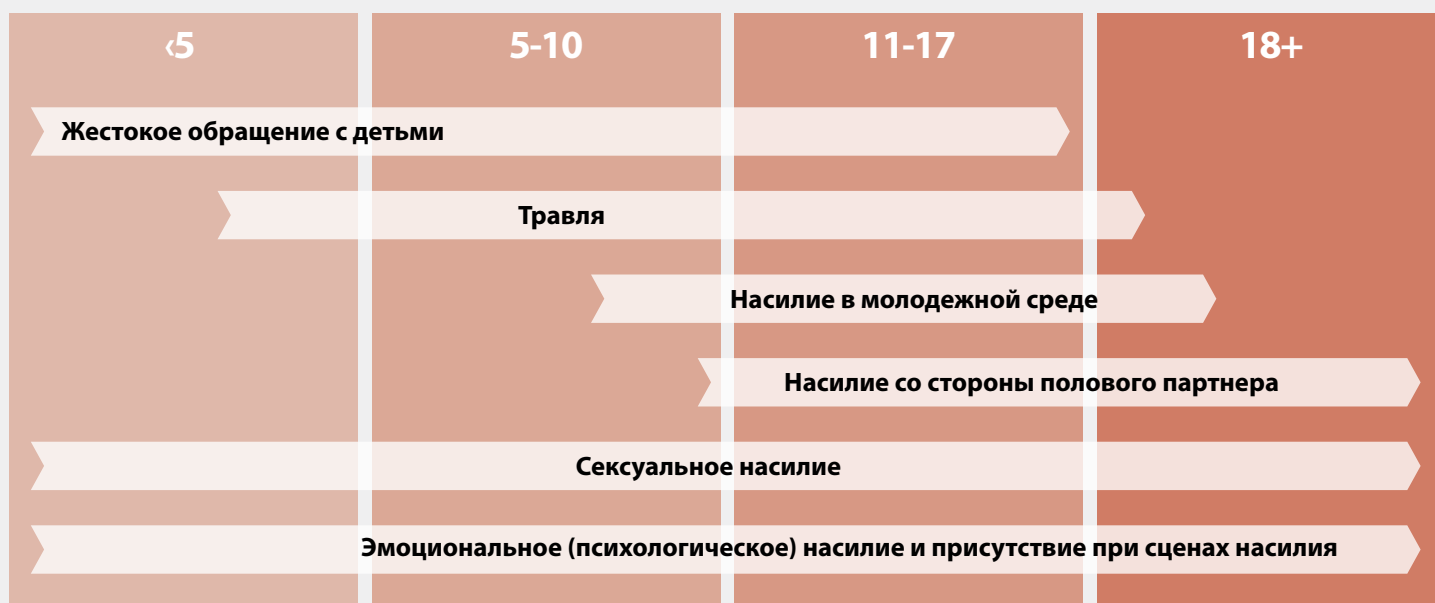 ‹5
5-10
11-17
18+
Жестокое обращение с детьми
Травля
Насилие в молодежной среде
Насилие со стороны полового партнера
Сексуальное насилие
Эмоциональное (психологическое) насилие и присутствие при сценах насилия